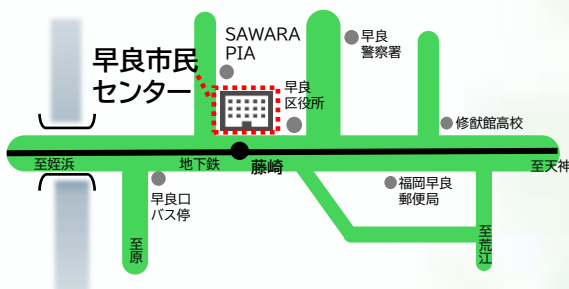 SAWARA
PIA
早良
警察署
早良市民
センター
早良
区役所
修猷館高校
至姪浜
地下鉄
藤崎
至天神
早良口
バス停
福岡早良
郵便局
至原
至荒江